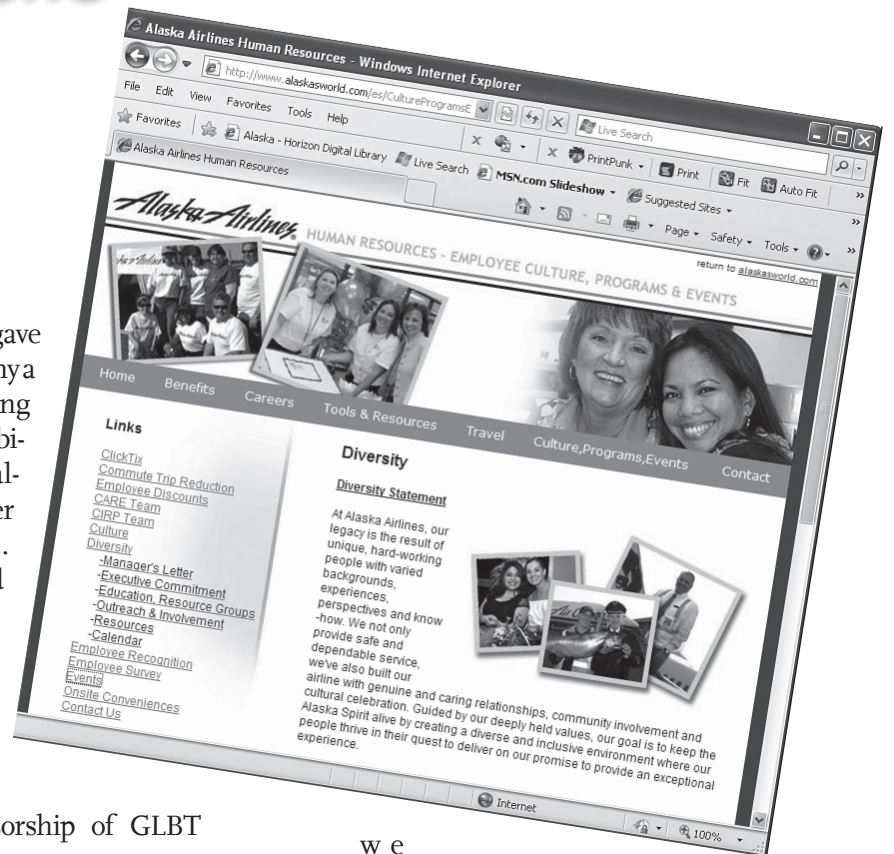 Alaska Airlines Human Resources - Windows Internet Explorer
http://www.alaskasworld.com/es/CultureProgramsE
Live Search
File Edit View Favorites Tools Help
PrintPunk Print Fit Auto Fit
Favorites Alaska - Horizon Digital Library Live Search MSN.com Slideshow Suggested Sites
Alaska Airlines Human Resources
Page Safety Tools
return to alaskasworld.com
Alaska Airlines
HUMAN RESOURCES - EMPLOYEE CULTURE, PROGRAMS & EVENTS
Home Benefits Careers Tools & Resources Travel Culture,Programs,Events Contact
Links
ClickTix
Commute Trip Reduction
Employee Discounts
CARE Team
CIRP Team
Culture
Diversity
-Manager's Letter
-Executive Commitment
-Education, Resource Groups
-Outreach & Involvement
-Resources
-Calendar
Employee Recognition
Employee Survey
Events
Onsite Conveniences
Contact Us
Diversity
Diversity Statement
At Alaska Airlines, our
legacy is the result of
unique, hard-working
people with varied
backgrounds,
experiences,
perspectives and know
-how. We not only
provide safe and
dependable service,
we've also built our
airline with genuine and caring relationships, community involvement and
cultural celebration. Guided by our deeply held values, our goal is to keep the
Alaska Spirit alive by creating a diverse and inclusive environment where our
people thrive in their quest to deliver on our promise to provide an exceptional
experience.
Internet
100%
gave
nya
ing
bi-
al-
er
.
d
orship of GLBT
w e